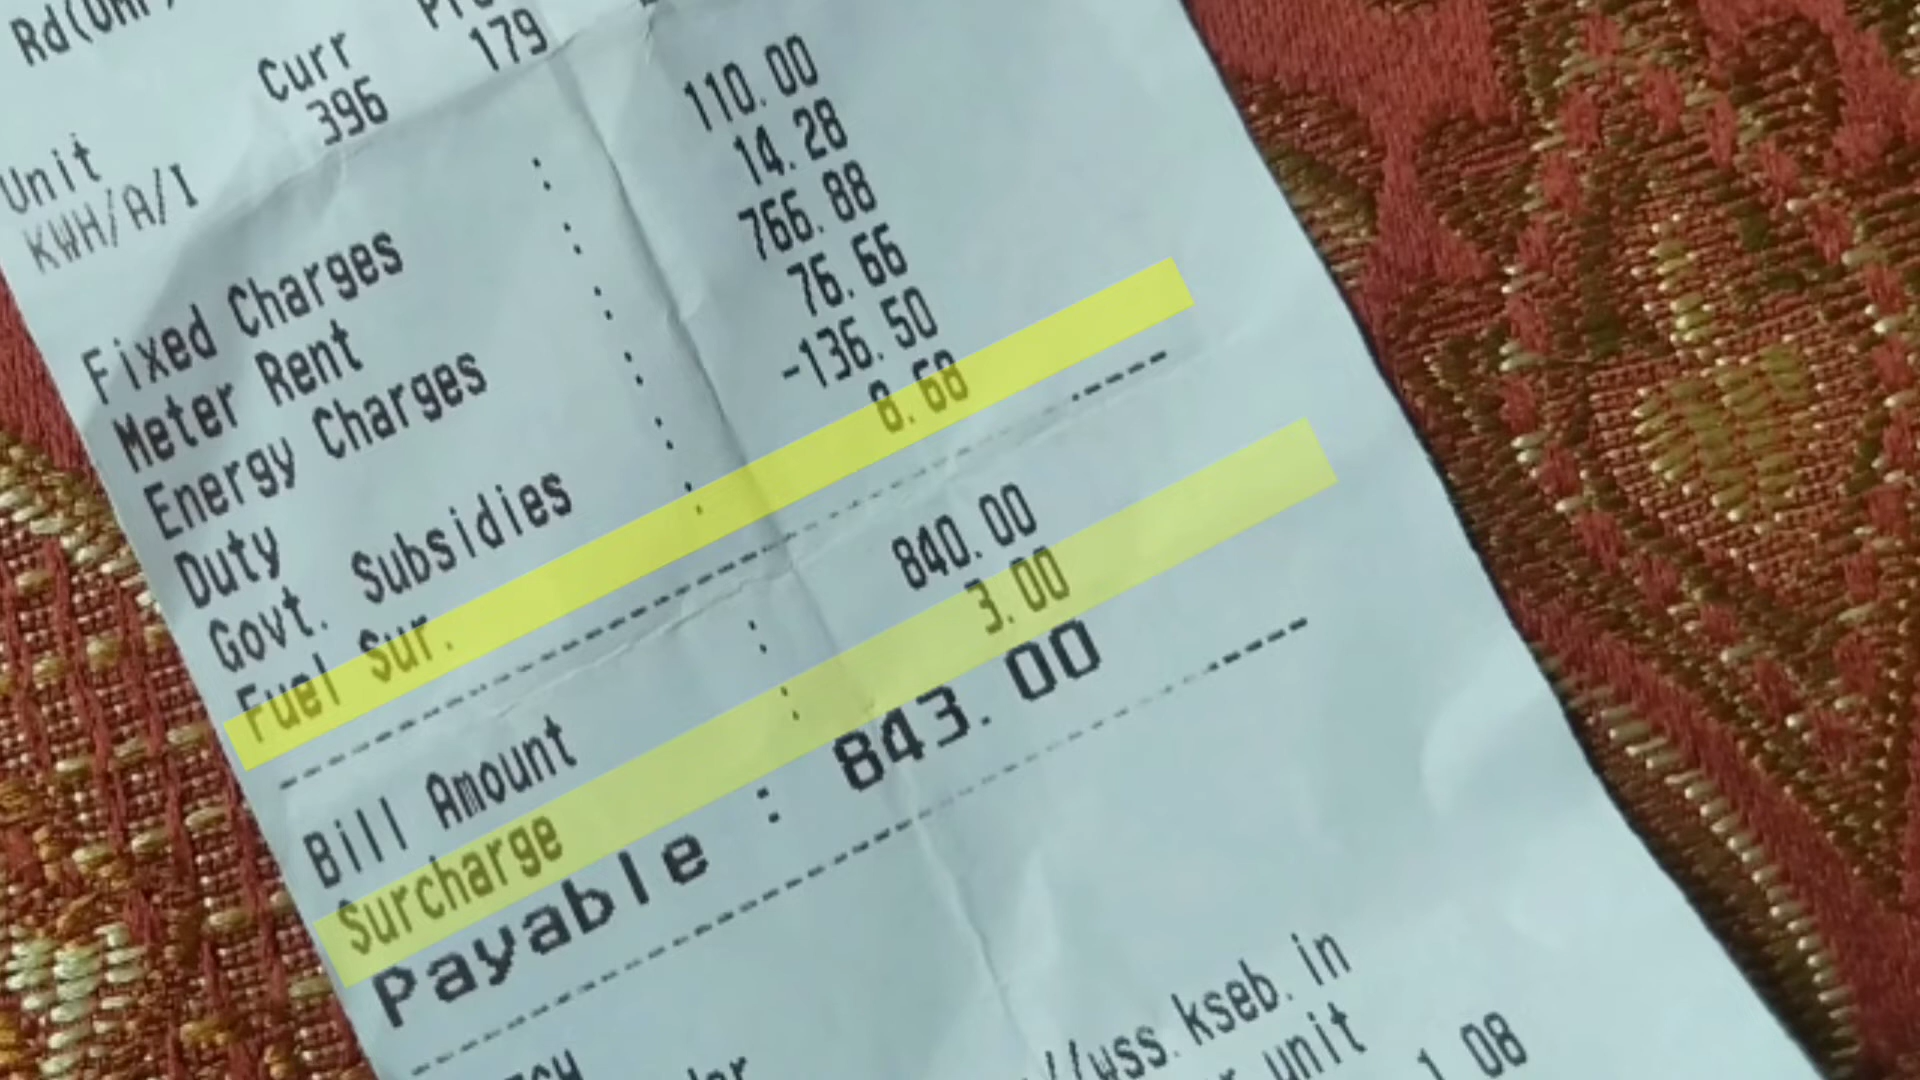 Curr
396 179
Unit
KWH/A/I
Fixed Charges : 110.00
Meter Rent : 14.28
Energy Charges : 766.88
Duty : 76.66
Govt. Subsidies : -136.50
Fuel Sur. : 8.68
Bill Amount : 840.00
Surcharge : 3.00
Payable : 843.00
//wss.kseb.in
unit
1.08